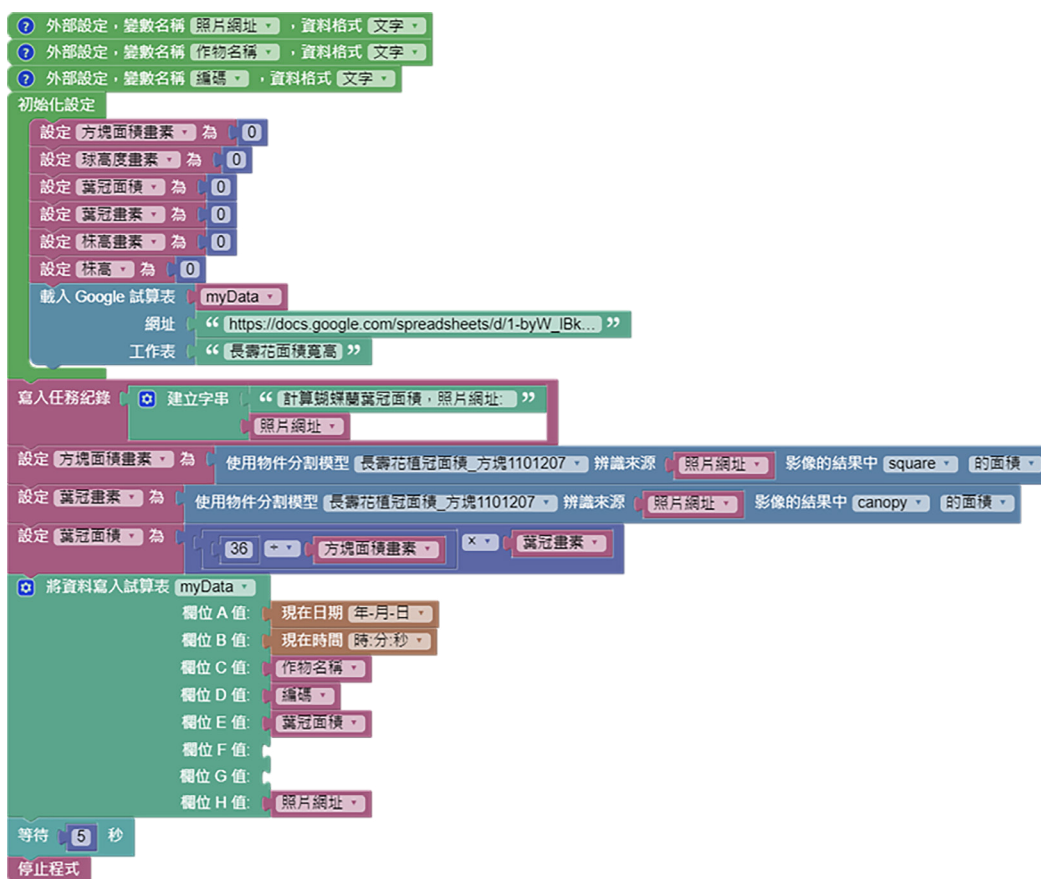 外部設定，變數名稱 照片網址 ，資料格式 文字
外部設定，變數名稱 作物名稱 ，資料格式 文字
外部設定，變數名稱 編碼 ，資料格式 文字
初始化設定
設定 方塊面積畫素 為 0
設定 球高度畫素 為 0
設定 葉冠面積 為 0
設定 葉冠畫素 為 0
設定 株高畫素 為 0
設定 株高 為 0
載入 Google 試算表 myData
網址 “ https://docs.google.com/spreadsheets/d/1-byW_lBk... ”
工作表 “ 長壽花面積寬高 ”
寫入任務紀錄 建立字串 “ 計算蝴蝶蘭葉冠面積，照片網址: ”
照片網址
設定 方塊面積畫素 為 使用物件分割模型 長壽花植冠面積_方塊1101207 辨識來源 照片網址 影像的結果中 square 的面積
設定 葉冠畫素 為 使用物件分割模型 長壽花植冠面積_方塊1101207 辨識來源 照片網址 影像的結果中 canopy 的面積
設定 葉冠面積 為 36 ÷ 方塊面積畫素 × 葉冠畫素
將資料寫入試算表 myData
欄位 A 值: 現在日期 年-月-日
欄位 B 值: 現在時間 時:分:秒
欄位 C 值: 作物名稱
欄位 D 值: 編碼
欄位 E 值: 葉冠面積
欄位 F 值:
欄位 G 值:
欄位 H 值: 照片網址
等待 5 秒
停止程式